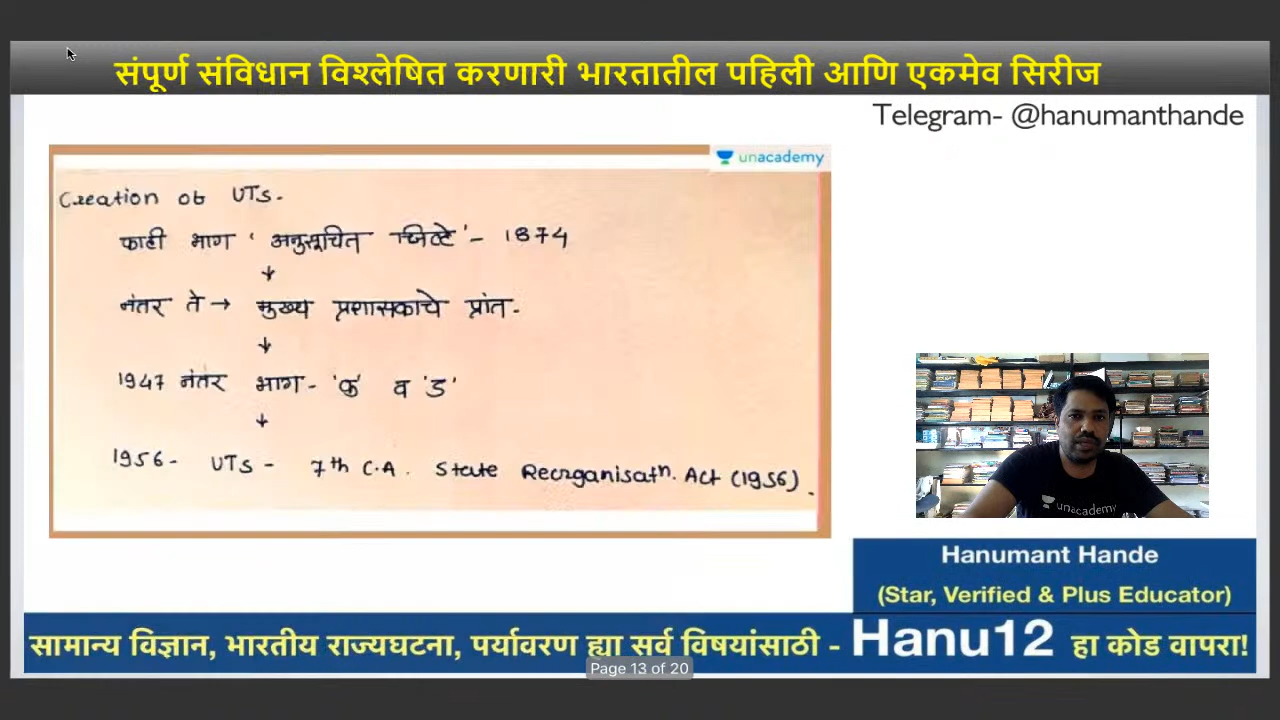 संपूर्ण संविधान विश्लेषित करणारी भारतातील पहिली आणि एकमेव सिरीज
Telegram- @hanumanthande
unacademy
Creation of UTs.
काही भाग 'अनुसूचित जिल्हे' - 1874
↓
नंतर ते → मुख्य प्रशासकाचे प्रांत.
↓
1947 नंतर भाग - 'क' व 'ड'
↓
1956 - UTs - 7th C.A. State Reorganisatn. Act (1956).
unacademy
Hanumant Hande
(Star, Verified & Plus Educator)
सामान्य विज्ञान, भारतीय राज्यघटना, पर्यावरण ह्या सर्व विषयांसाठी - Hanu12 हा कोड वापरा!
Page 13 of 20